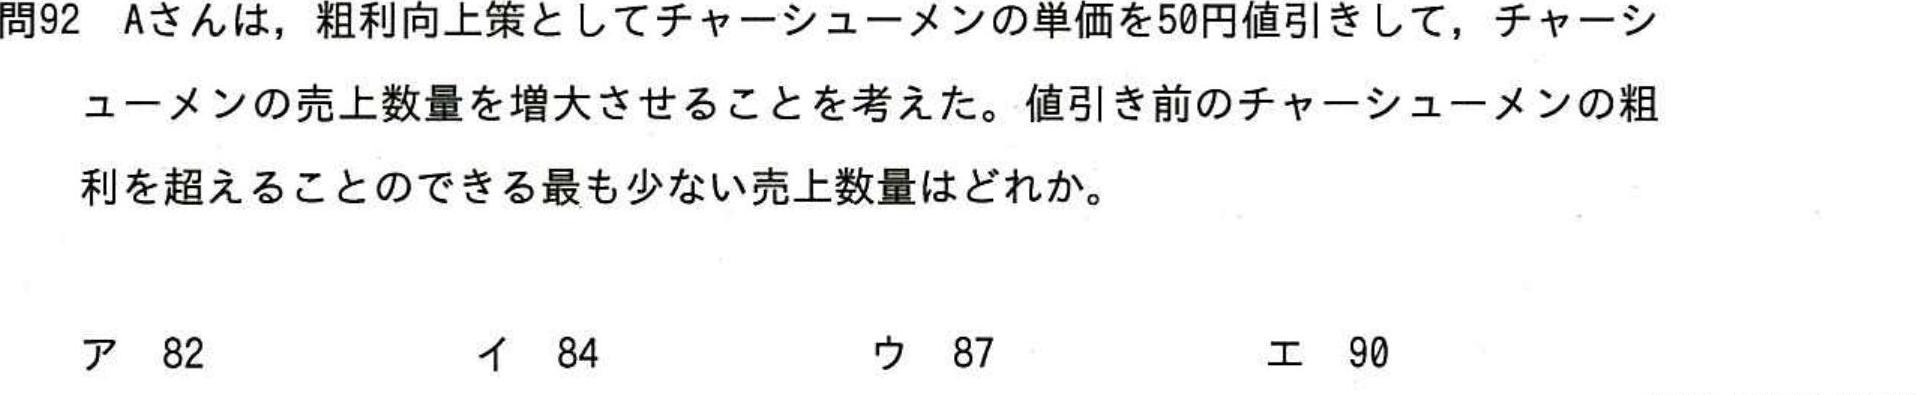 問92　Aさんは，粗利向上策としてチャーシューメンの単価を50円値引きして，チャーシ
ューメンの売上数量を増大させることを考えた。値引き前のチャーシューメンの粗
利を超えることのできる最も少ない売上数量はどれか。
ア　82　イ　84　ウ　87　エ　90